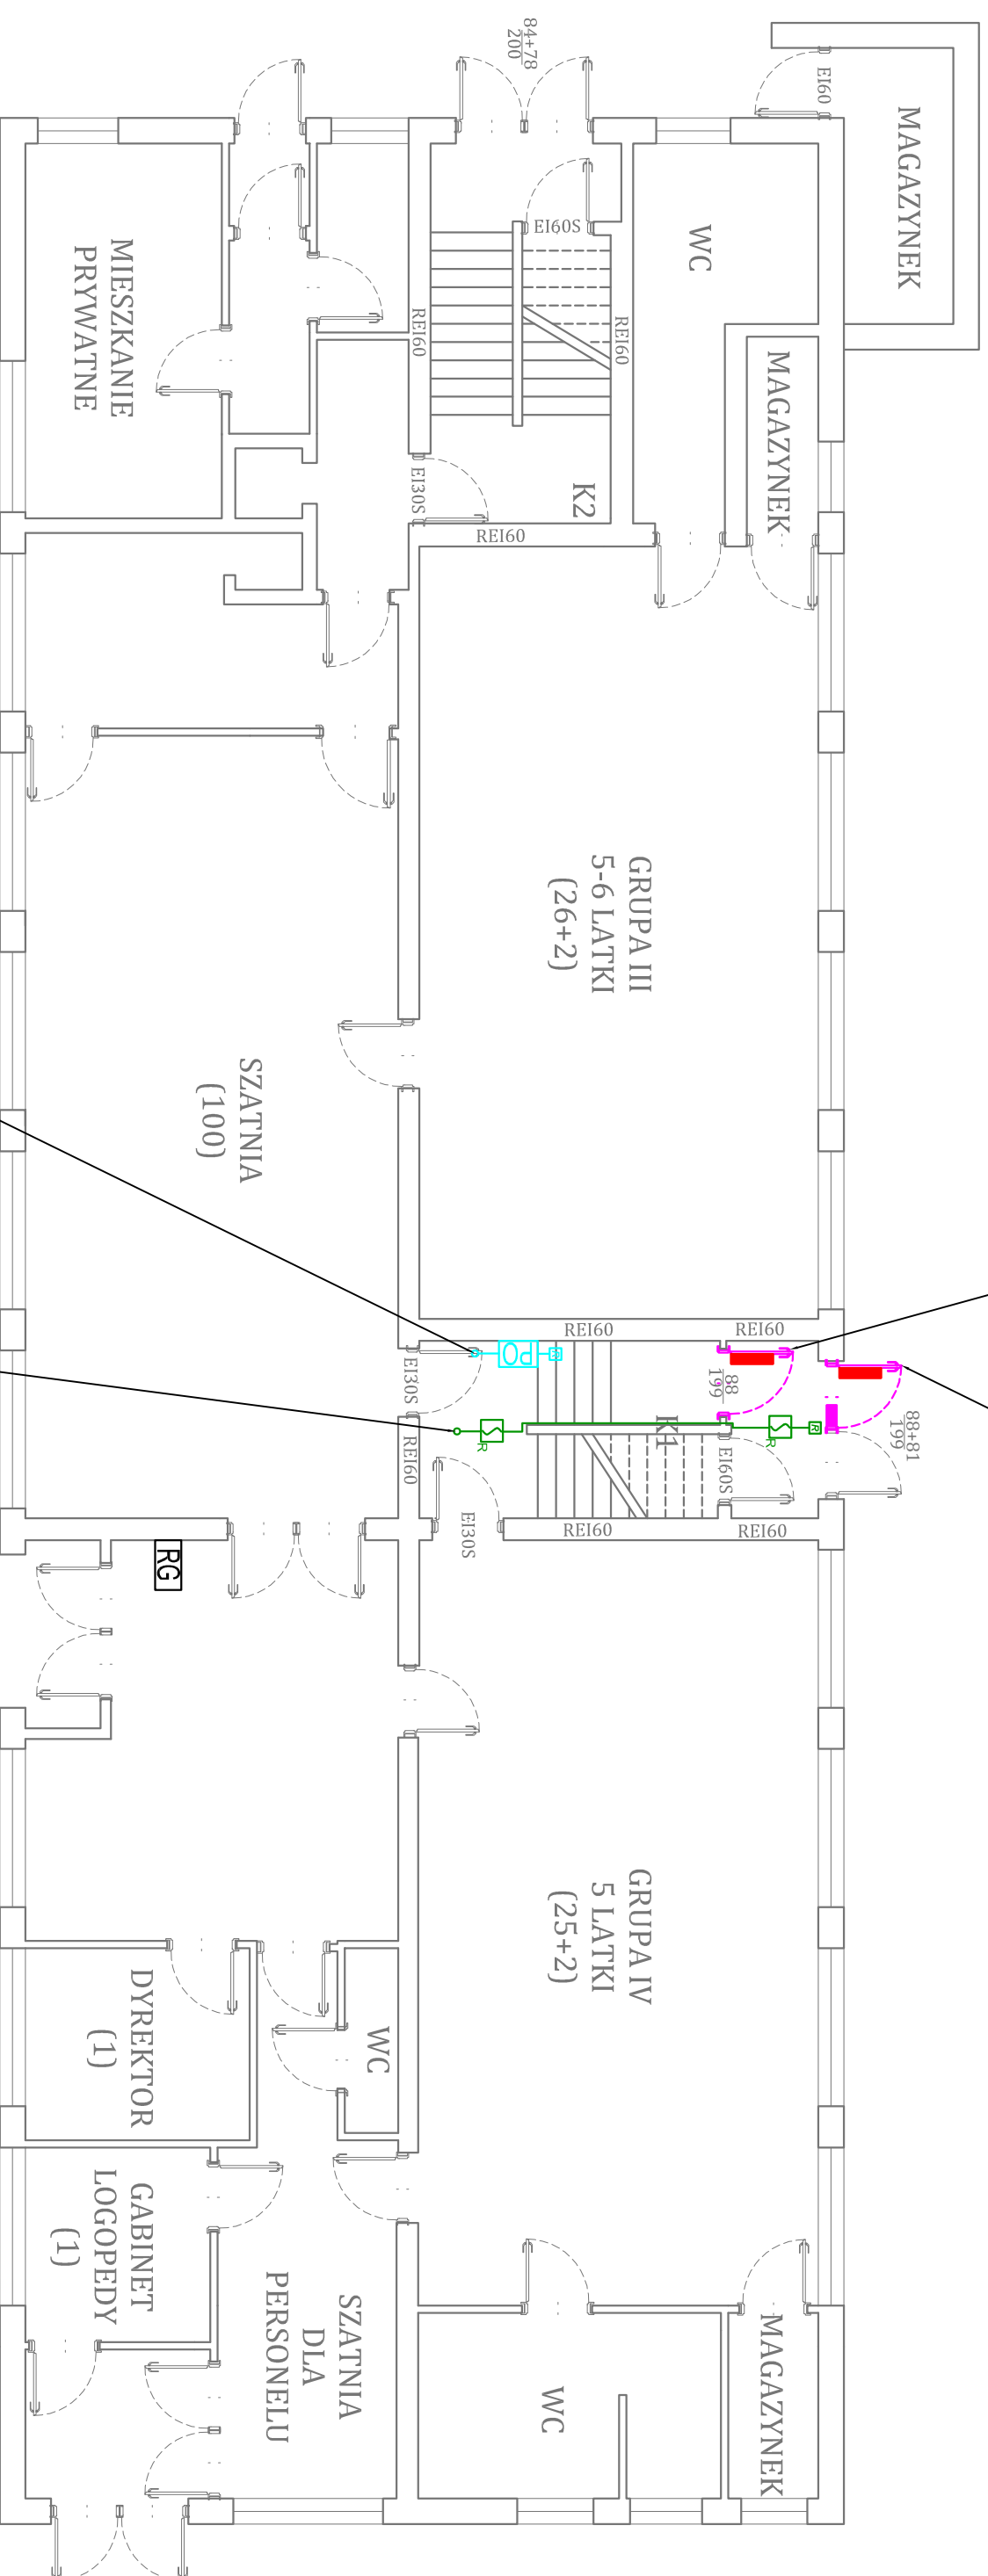 84+78
200
EI60
MAGAZYNEK
WC
EI60S
MIESZKANIE
PRYWATNE
REI60
REI60
MAGAZYNEK
EI30S
K2
REI60
GRUPA III
5-6 LATKI
(26+2)
SZATNIA
(100)
REI60
REI60
EI30S
PO
88
199
88+81
199
K1
R
R
R
EI60S
REI60
EI30S
REI60
REI60
RG
GRUPA IV
5 LATKI
(25+2)
DYREKTOR
(1)
WC
GABINET
LOGOPEDY
(1)
SZATNIA
DLA
PERSONELU
WC
MAGAZYNEK